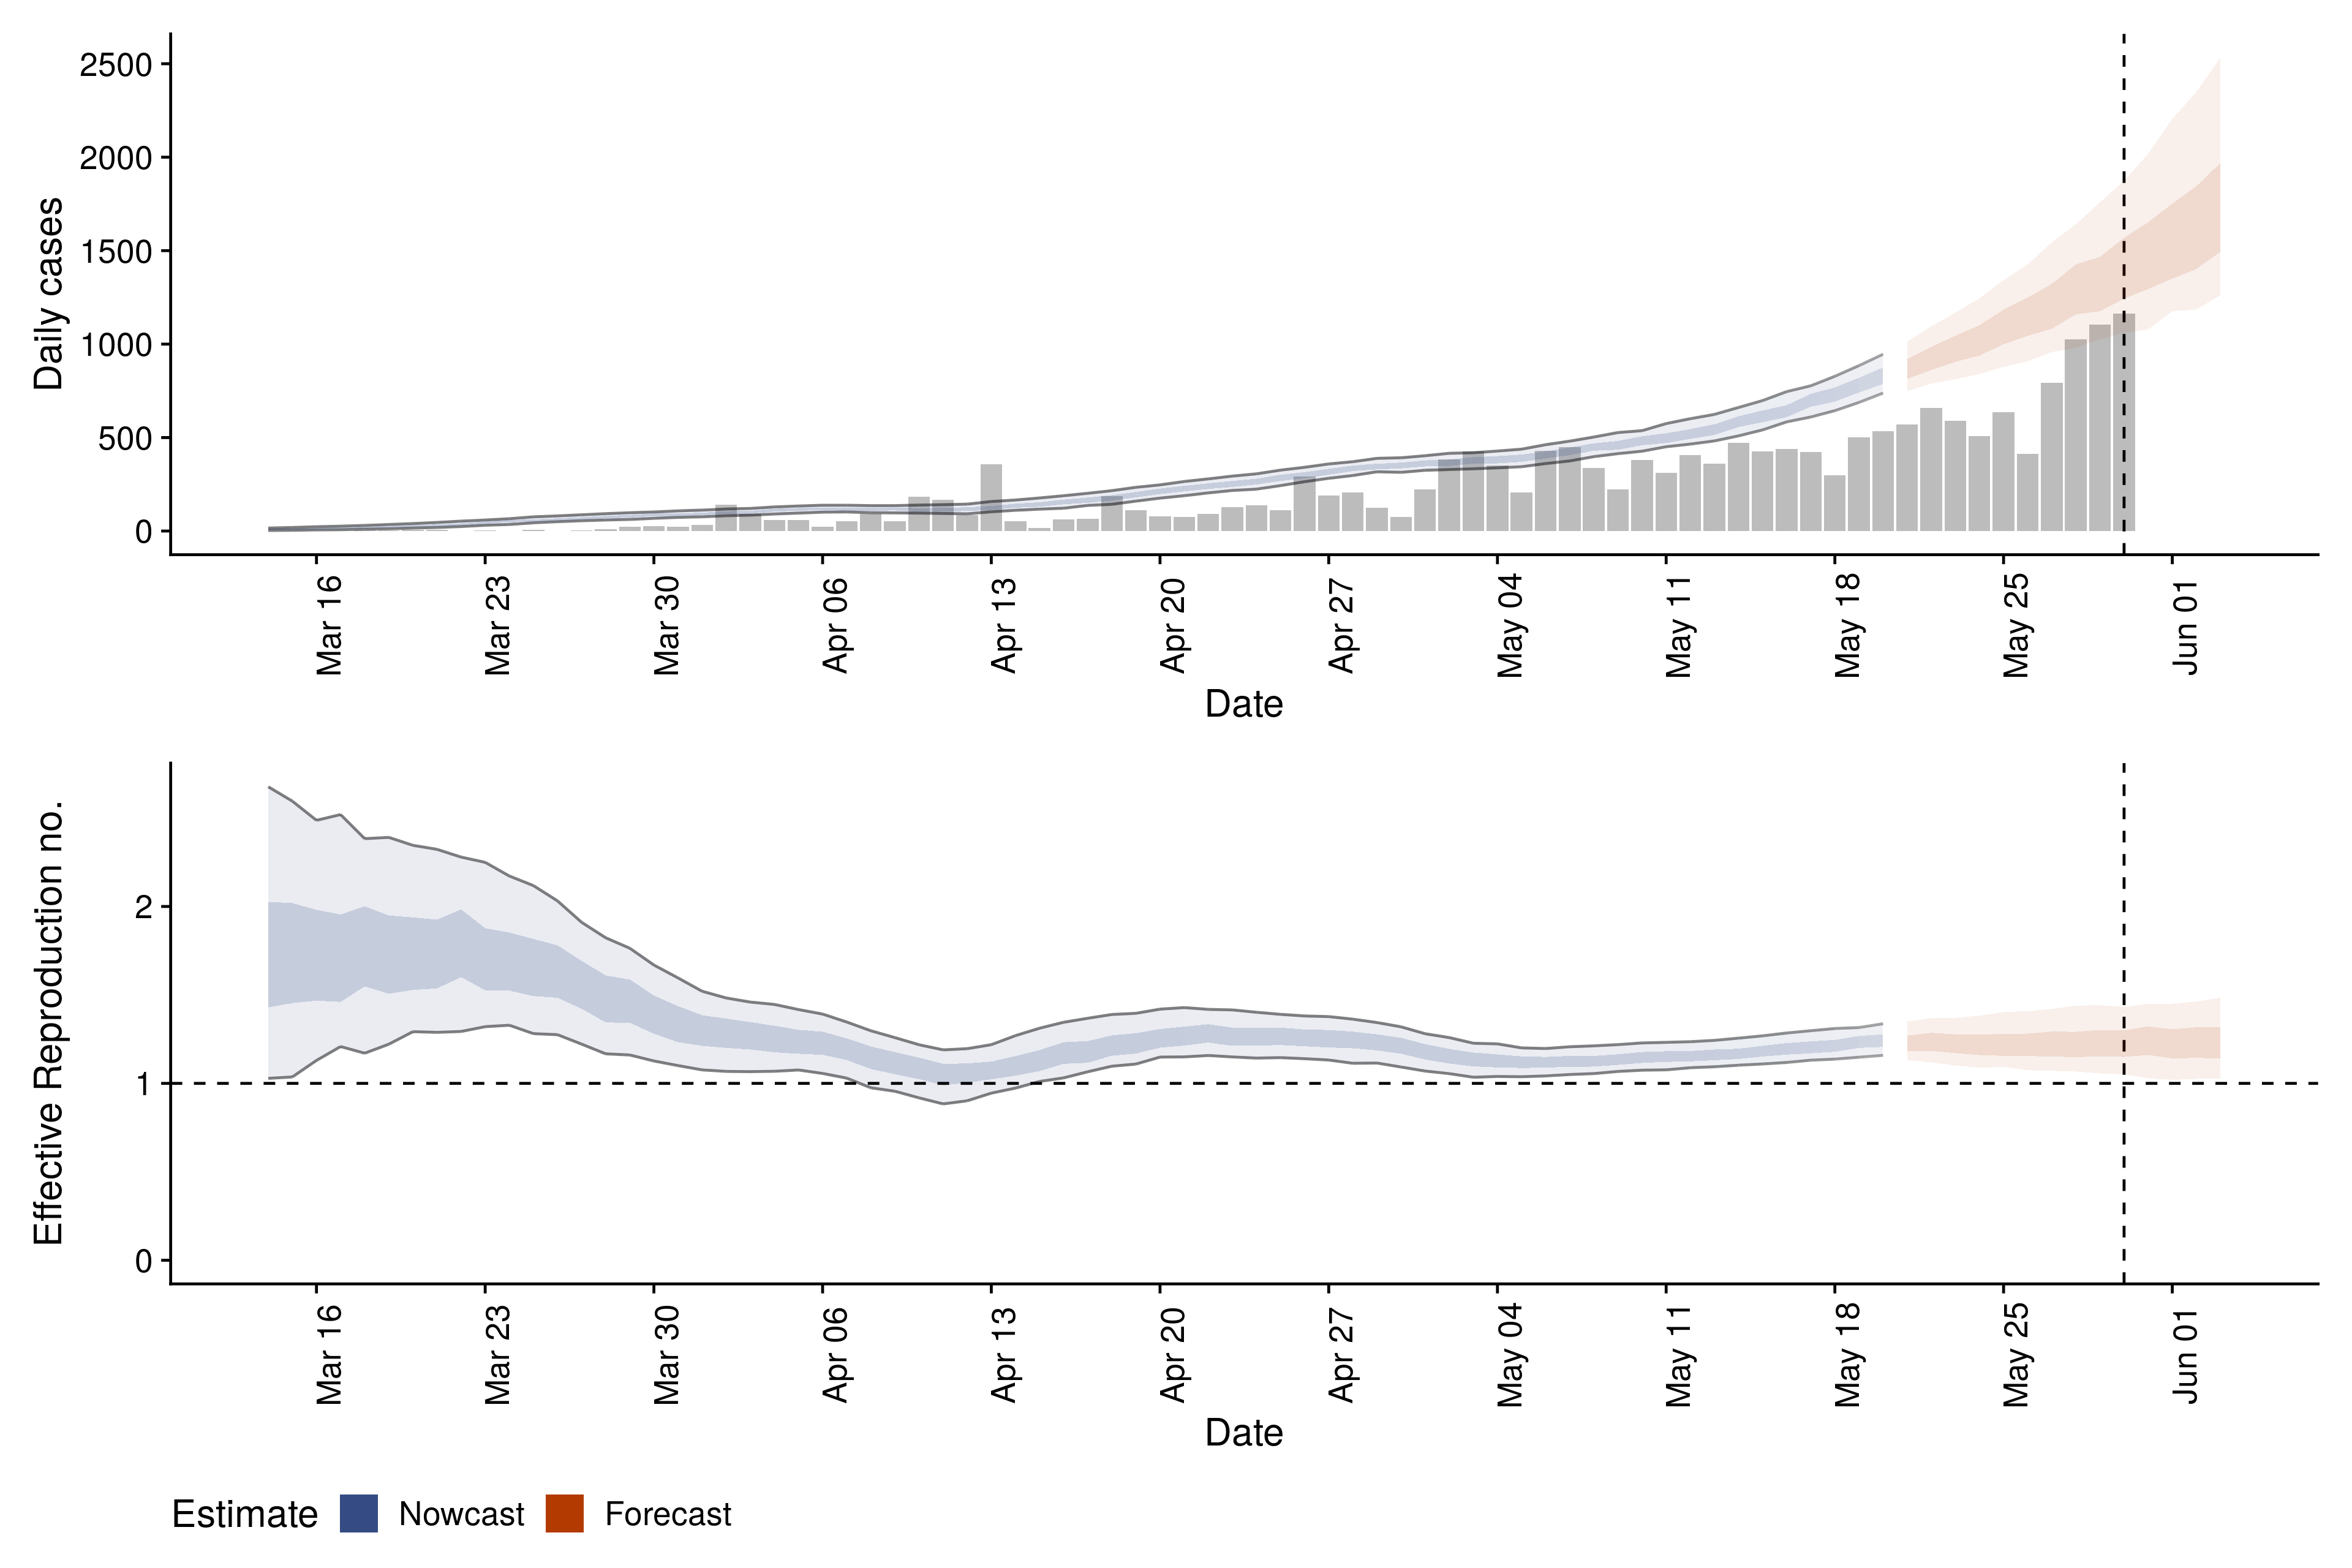 Daily cases
2500
2000
1500
1000
500
0
Mar 16
Mar 23
Mar 30
Apr 06
Apr 13
Apr 20
Apr 27
May 04
May 11
May 18
May 25
Jun 01
Date
Effective Reproduction no.
2
1
0
Mar 16
Mar 23
Mar 30
Apr 06
Apr 13
Apr 20
Apr 27
May 04
May 11
May 18
May 25
Jun 01
Date
Estimate Nowcast Forecast